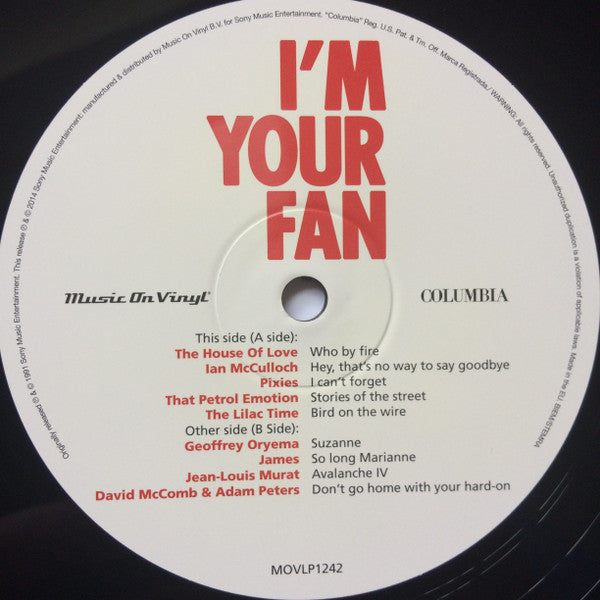 Originally released ℗ & © 1991 Sony Music Entertainment. This release ℗ & © 2014 Sony Music Entertainment: manufactured & distributed by Music On Vinyl B.V. for Sony Music Entertainment. "Columbia" Reg. U.S. Pat. & Tm. Off. Marca Registrada./ WARNING: All rights reserved. Unauthorized duplication is a violation of applicable laws. Made in the EU. BIEM/STEMRA
I'M
YOUR
FAN
Music On Vinyl
COLUMBIA
This side (A side):
The House Of Love Who by fire
Ian McCulloch Hey, that's no way to say goodbye
Pixies I can't forget
That Petrol Emotion Stories of the street
The Lilac Time Bird on the wire
Other side (B Side):
Geoffrey Oryema Suzanne
James So long Marianne
Jean-Louis Murat Avalanche IV
David McComb & Adam Peters Don't go home with your hard-on
MOVLP1242